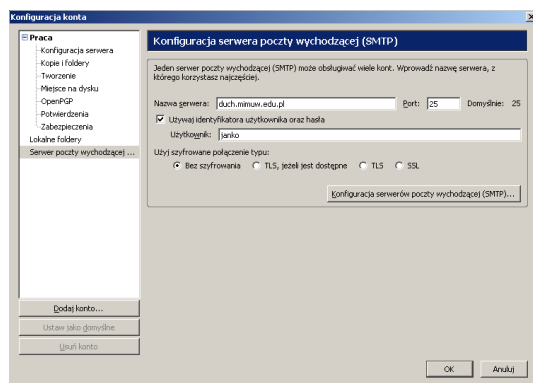 Konfiguracja konta
Praca
Konfiguracja serwera
Kopie i foldery
Tworzenie
Miejsce na dysku
OpenPGP
Potwierdzenia
Zabezpieczenia
Lokalne foldery
Serwer poczty wychodzącej ...
Dodaj konto...
Ustaw jako domyślne
Usuń konto
Konfiguracja serwera poczty wychodzącej (SMTP)
Jeden serwer poczty wychodzącej (SMTP) może obsługiwać wiele kont. Wprowadź nazwę serwera, z
którego korzystasz najczęściej.
Nazwa serwera: duch.mimuw.edu.pl Port: 25 Domyślnie: 25
Używaj identyfikatora użytkownika oraz hasła
Użytkownik: janko
Użyj szyfrowane połączenie typu:
Bez szyfrowania TLS, jeżeli jest dostępne TLS SSL
Konfiguracja serwerów poczty wychodzącej (SMTP)...
OK Anuluj